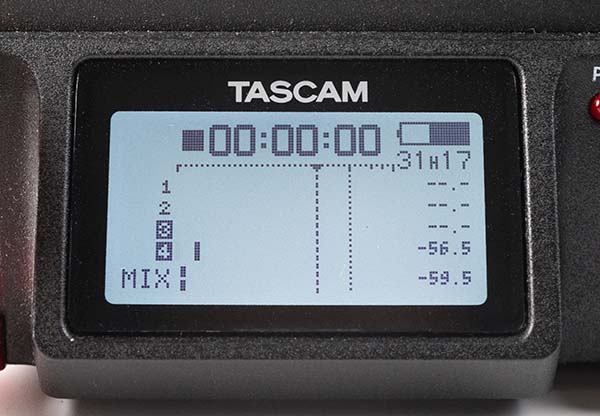 TASCAM
00:00:00
31H17
1 --.-
2 --.-
3 --.-
4 -56.5
MIX -59.5
P